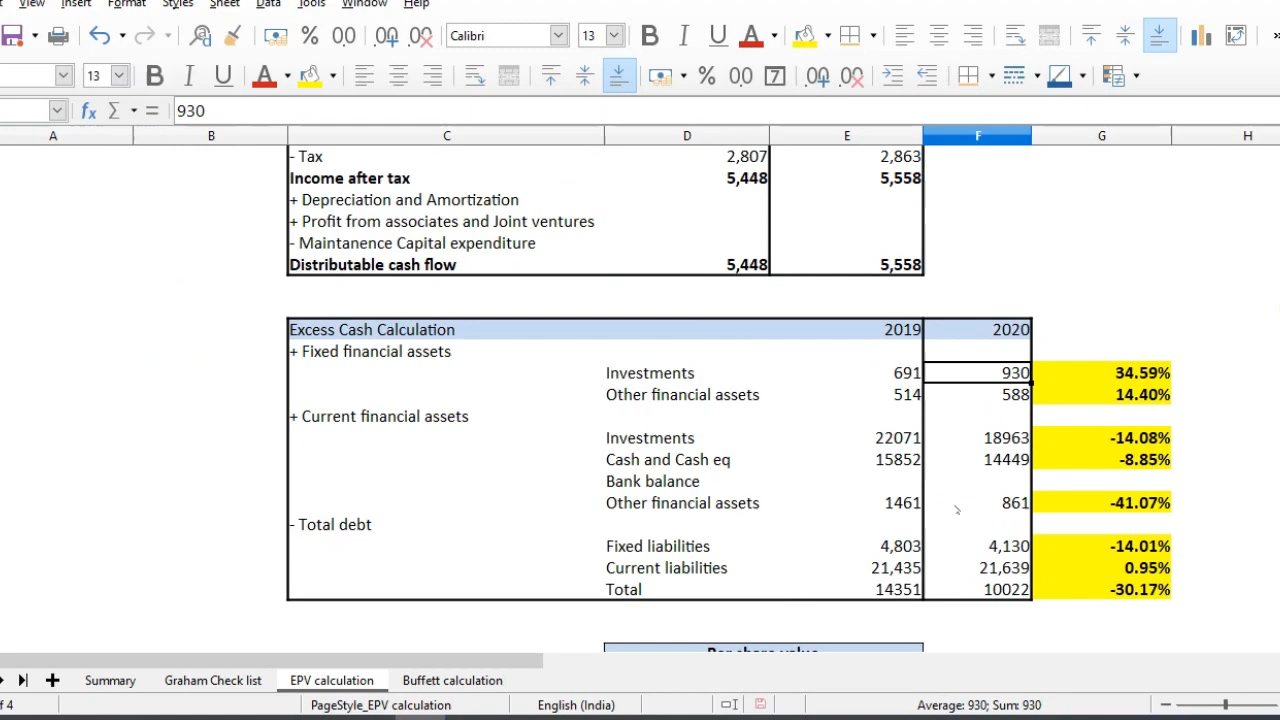 View Insert Format Styles Sheet Data Tools Window Help
Calibri 13
13
930
A B C D E F G H
- Tax 2,807 2,863
Income after tax 5,448 5,558
+ Depreciation and Amortization
+ Profit from associates and Joint ventures
- Maintanence Capital expenditure
Distributable cash flow 5,448 5,558
Excess Cash Calculation 2019 2020
+ Fixed financial assets
Investments 691 930 34.59%
Other financial assets 514 588 14.40%
+ Current financial assets
Investments 22071 18963 -14.08%
Cash and Cash eq 15852 14449 -8.85%
Bank balance
Other financial assets 1461 861 -41.07%
- Total debt
Fixed liabilities 4,803 4,130 -14.01%
Current liabilities 21,435 21,639 0.95%
Total 14351 10022 -30.17%
Per share value
Summary Graham Check list EPV calculation Buffett calculation
of 4 PageStyle_EPV calculation English (India) Average: 930; Sum: 930